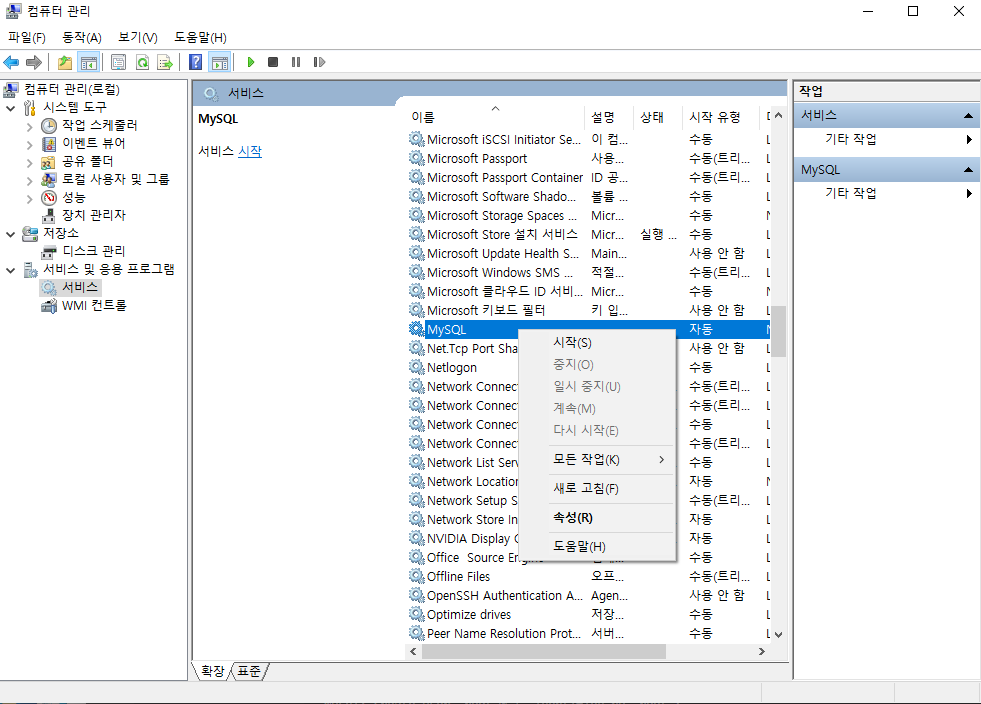 컴퓨터 관리
파일(F) 동작(A) 보기(V) 도움말(H)
컴퓨터 관리(로컬)
시스템 도구
작업 스케줄러
이벤트 뷰어
공유 폴더
로컬 사용자 및 그룹
성능
장치 관리자
저장소
디스크 관리
서비스 및 응용 프로그램
서비스
WMI 컨트롤
서비스
MySQL
서비스 시작
이름 설명 상태 시작 유형
Microsoft iSCSI Initiator Se... 이 컴... 수동
Microsoft Passport 사용... 수동(트리...
Microsoft Passport Container ID 공... 수동(트리...
Microsoft Software Shado... 볼륨 ... 수동
Microsoft Storage Spaces ... Micr... 수동
Microsoft Store 설치 서비스 Micr... 실행 ... 수동
Microsoft Update Health S... Main... 사용 안 함
Microsoft Windows SMS ... 적절... 수동(트리...
Microsoft 클라우드 ID 서비... Micr... 수동
Microsoft 키보드 필터 키 입... 사용 안 함
MySQL 자동
Net.Tcp Port Sha 사용 안 함
Netlogon 수동
Network Connec 수동(트리...
Network Connec 수동(트리...
Network Connec 수동
Network Connec 수동(트리...
Network List Serv 수동
Network Location 자동
Network Setup S 수동(트리...
Network Store In 자동
NVIDIA Display C 자동
Office Source Engine 수동
Offline Files 오프... 수동(트리...
OpenSSH Authentication A... Agen... 사용 안 함
Optimize drives 저장... 수동
Peer Name Resolution Prot... 서버... 수동
시작(S)
중지(O)
일시 중지(U)
계속(M)
다시 시작(E)
모든 작업(K)
새로 고침(F)
속성(R)
도움말(H)
확장 표준
작업
서비스
기타 작업
MySQL
기타 작업